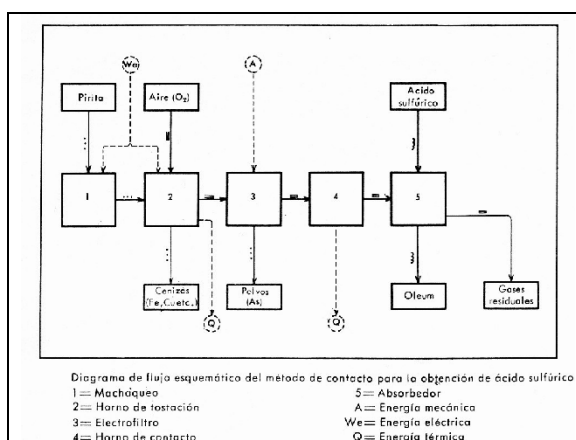 Wa
A
Pirita
Aire (O₂)
Acido
sulfúrico
1
2
3
4
5
Cenizas
(Fe, Cu etc.)
Polvos
(As)
Oleum
Gases
residuales
Q
Q
Diagrama de flujo esquemático del método de contacto para la obtención de ácido sulfúrico
1 = Machaqueo
2 = Horno de tostación
3 = Electrofiltro
4 = Horno de contacto
5 = Absorbedor
A = Energía mecánica
We = Energía eléctrica
Q = Energía térmica